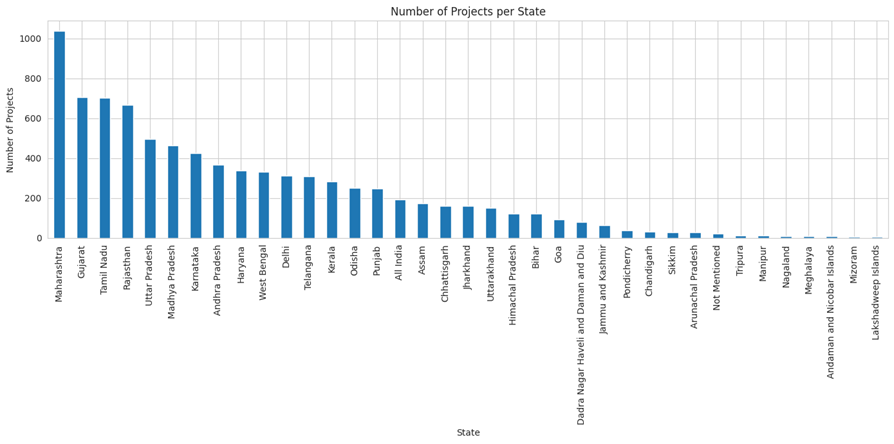 Number of Projects per State
Number of Projects
1000
800
600
400
200
0
Maharashtra
Gujarat
Tamil Nadu
Rajasthan
Uttar Pradesh
Madhya Pradesh
Karnataka
Andhra Pradesh
Haryana
West Bengal
Delhi
Telangana
Kerala
Odisha
Punjab
All India
Assam
Chhattisgarh
Jharkhand
Uttarakhand
Himachal Pradesh
Bihar
Goa
Dadra Nagar Haveli and Daman and Diu
Jammu and Kashmir
Pondicherry
Chandigarh
Sikkim
Arunachal Pradesh
Not Mentioned
Tripura
Manipur
Nagaland
Meghalaya
Andaman and Nicobar Islands
Mizoram
Lakshadweep Islands
State